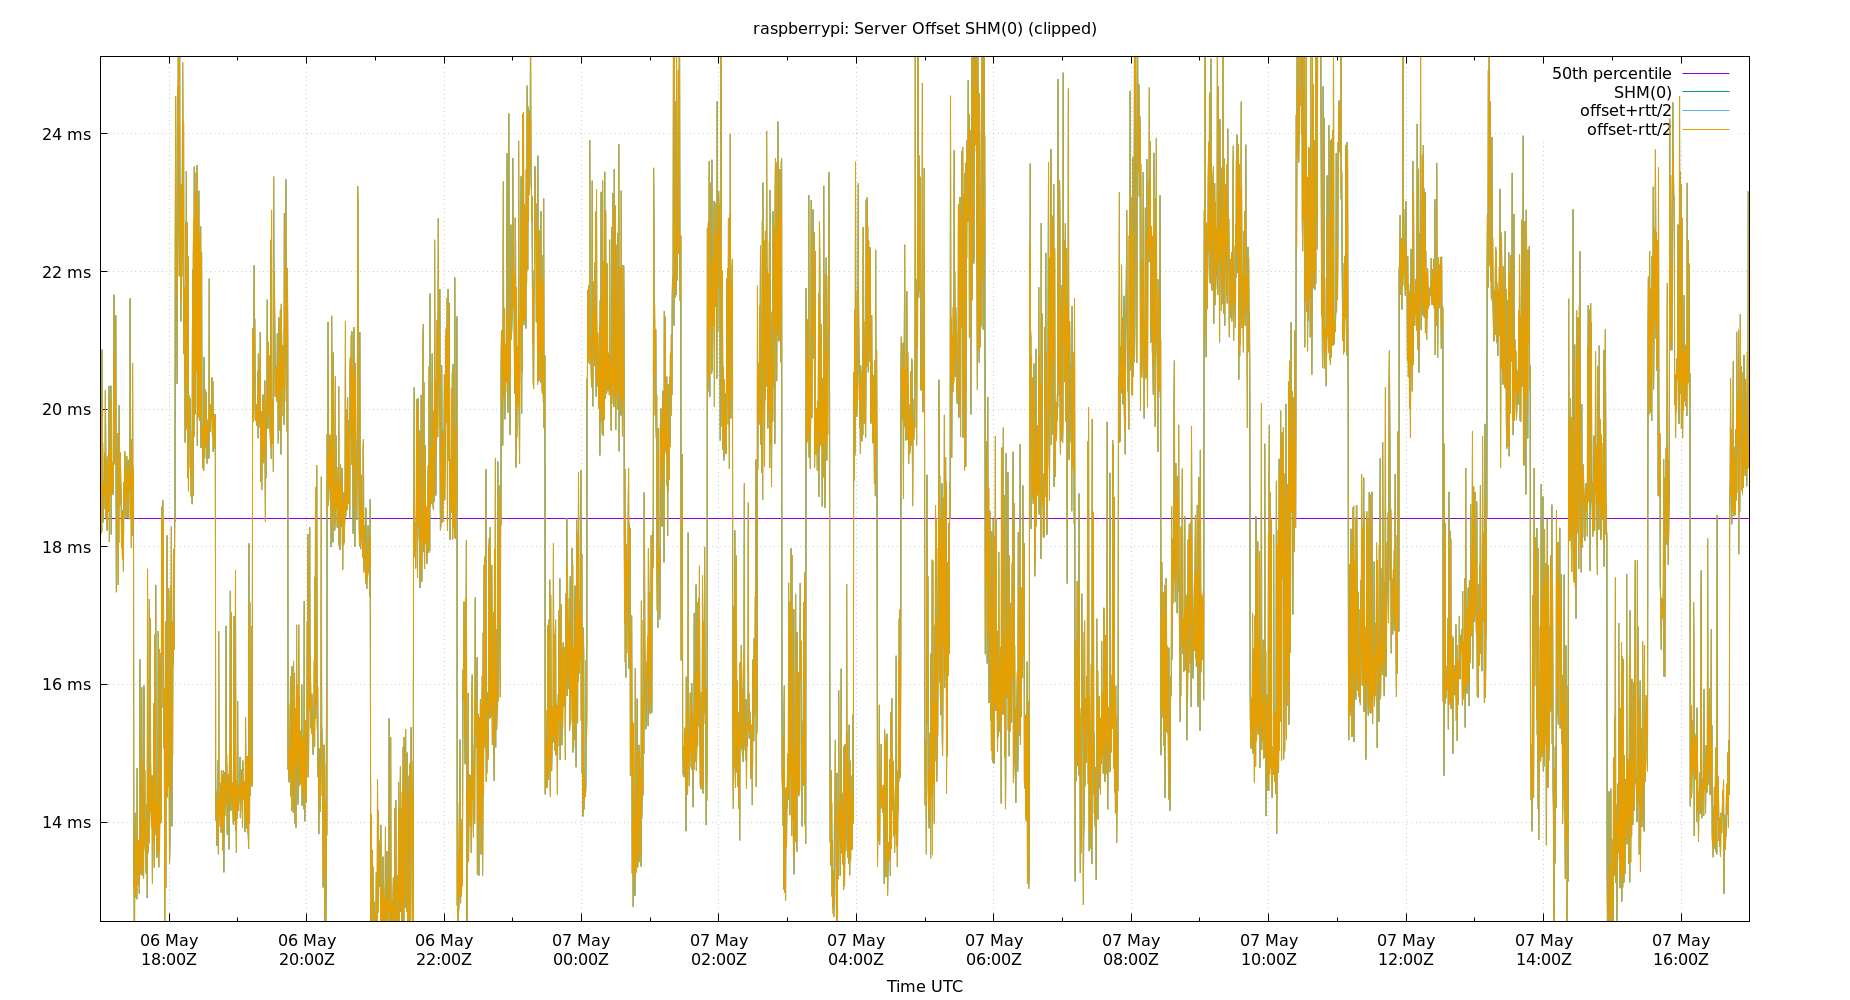 raspberrypi: Server Offset SHM(0) (clipped)
50th percentile
SHM(0)
offset+rtt/2
offset-rtt/2
24 ms
22 ms
20 ms
18 ms
16 ms
14 ms
06 May 06 May 06 May 07 May 07 May 07 May 07 May 07 May 07 May 07 May 07 May 07 May
18:00Z 20:00Z 22:00Z 00:00Z 02:00Z 04:00Z 06:00Z 08:00Z 10:00Z 12:00Z 14:00Z 16:00Z
Time UTC